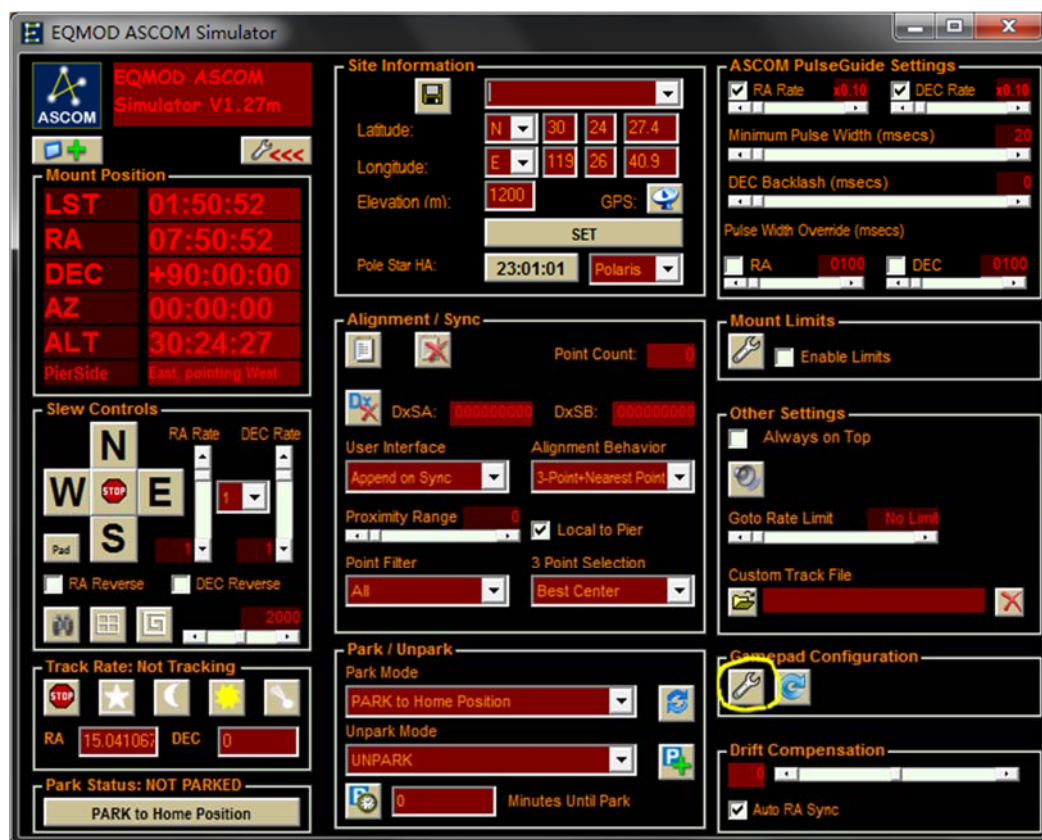 EQMOD ASCOM Simulator
ASCOM
EQMOD ASCOM
Simulator V1.27m
<<<
Mount Position
LST 01:50:52
RA 07:50:52
DEC +90:00:00
AZ 00:00:00
ALT 30:24:27
PierSide East, pointing West
Slew Controls
RA Rate DEC Rate
N
W STOP E
S
1
Pad
1 1
RA Reverse DEC Reverse
2000
Track Rate: Not Tracking
STOP
RA 15.041067 DEC 0
Park Status: NOT PARKED
PARK to Home Position
Site Information
Latitude: N 30 24 27.4
Longitude: E 119 26 40.9
Elevation (m): 1200 GPS:
SET
Pole Star HA: 23:01:01 Polaris
Alignment / Sync
Point Count: 0
Dx DxSA: 000000000 DxSB: 000000000
User Interface Alignment Behavior
Append on Sync 3-Point+Nearest Point
Proximity Range 0
Local to Pier
Point Filter 3 Point Selection
All Best Center
Park / Unpark
Park Mode
PARK to Home Position
Unpark Mode
UNPARK
P
P 0 Minutes Until Park
ASCOM PulseGuide Settings
RA Rate x0.10 DEC Rate x0.10
Minimum Pulse Width (msecs) 20
DEC Backlash (msecs) 0
Pulse Width Override (msecs)
RA 0100 DEC 0100
Mount Limits
Enable Limits
Other Settings
Always on Top
Goto Rate Limit No Limit
Custom Track File
Gamepad Configuration
Drift Compensation
0
Auto RA Sync